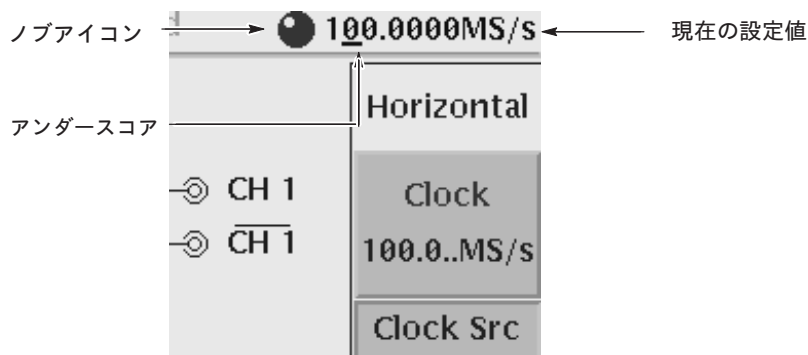 ノブアイコン
100.0000MS/s
現在の設定値
アンダースコア
Horizontal
CH 1
CH 1
Clock
100.0..MS/s
Clock Src